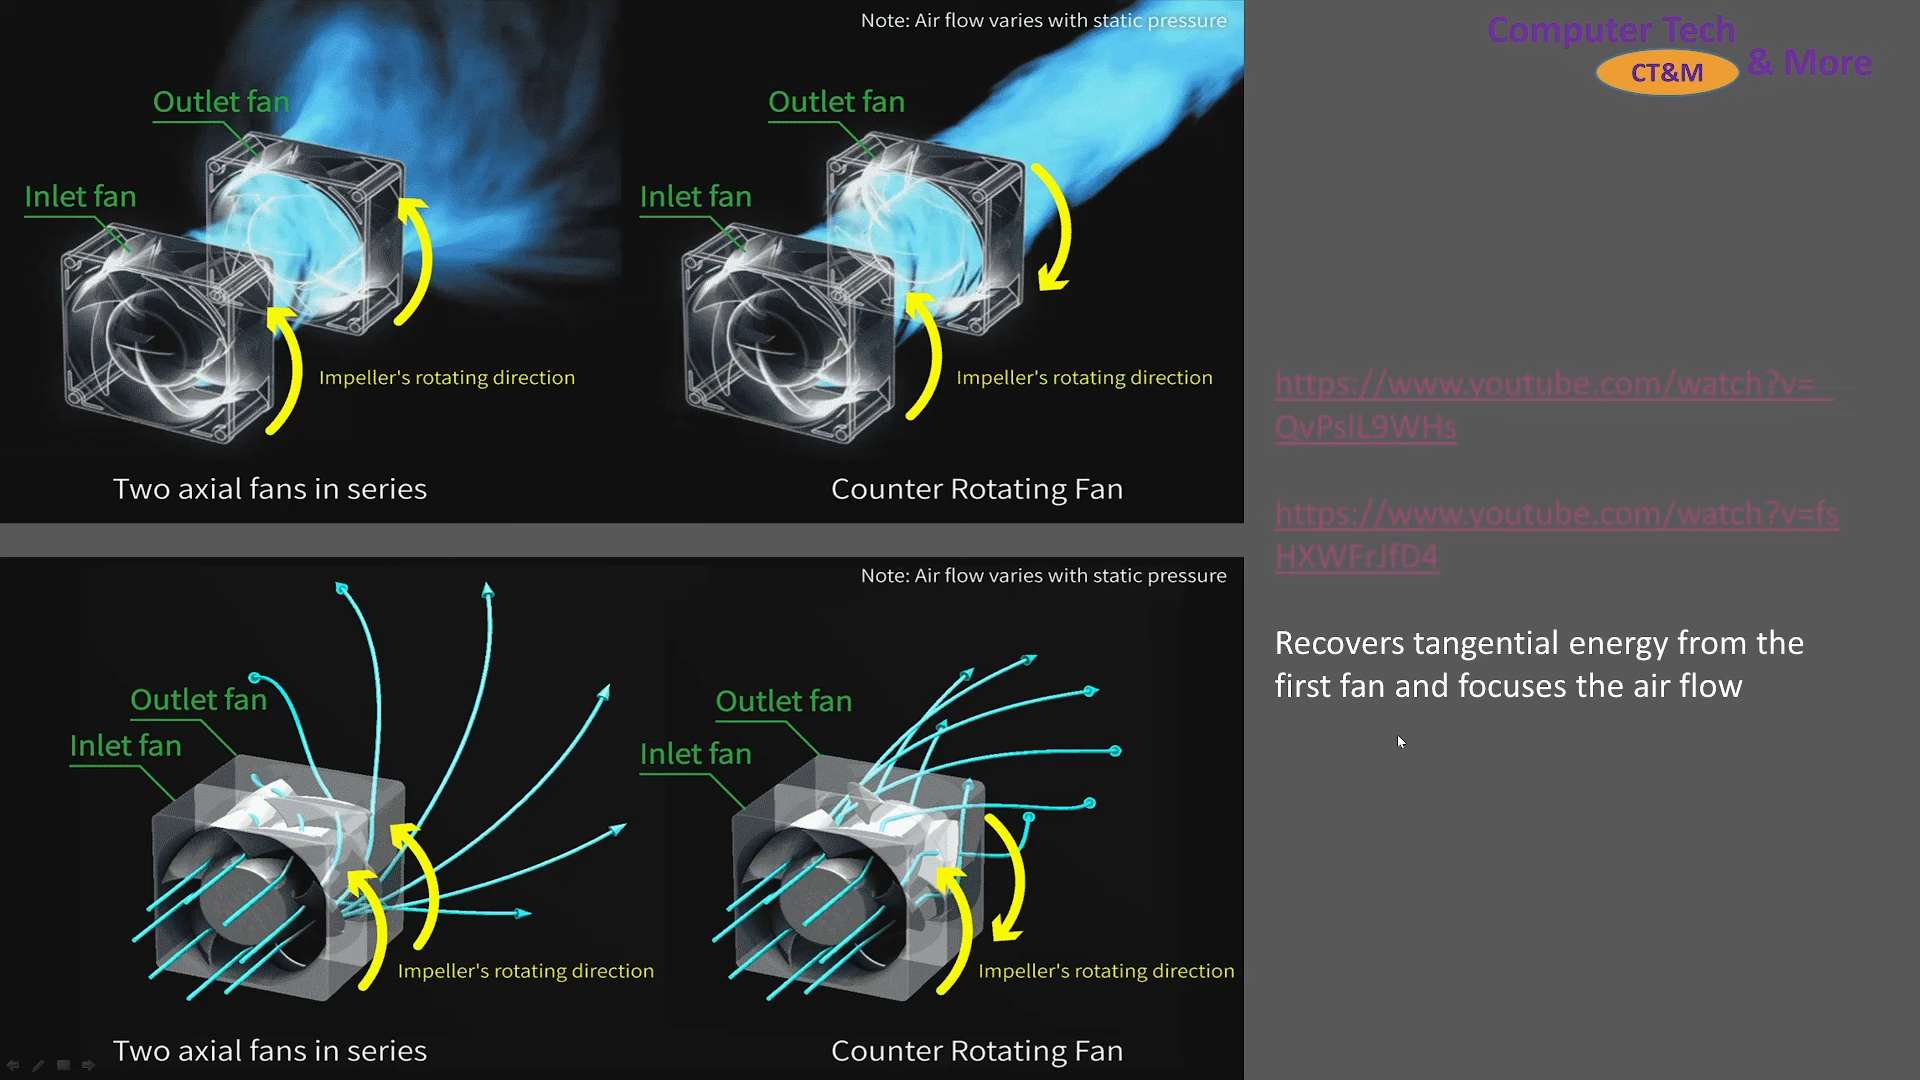 Note: Air flow varies with static pressure
Outlet fan
Inlet fan
Impeller's rotating direction
Two axial fans in series
Outlet fan
Inlet fan
Impeller's rotating direction
Counter Rotating Fan
Note: Air flow varies with static pressure
Outlet fan
Inlet fan
Impeller's rotating direction
Two axial fans in series
Outlet fan
Inlet fan
Impeller's rotating direction
Counter Rotating Fan
Computer Tech
& More
CT&M
https://www.youtube.com/watch?v=
https://www.youtube.com/watch?v=fs
HXWFrJfD4
Recovers tangential energy from the
first fan and focuses the air flow